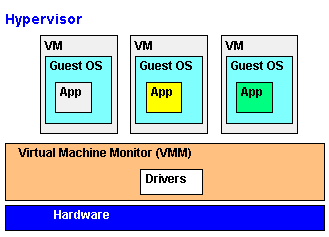 Hypervisor
VM VM VM
Guest OS Guest OS Guest OS
App App App
Virtual Machine Monitor (VMM)
Drivers
Hardware